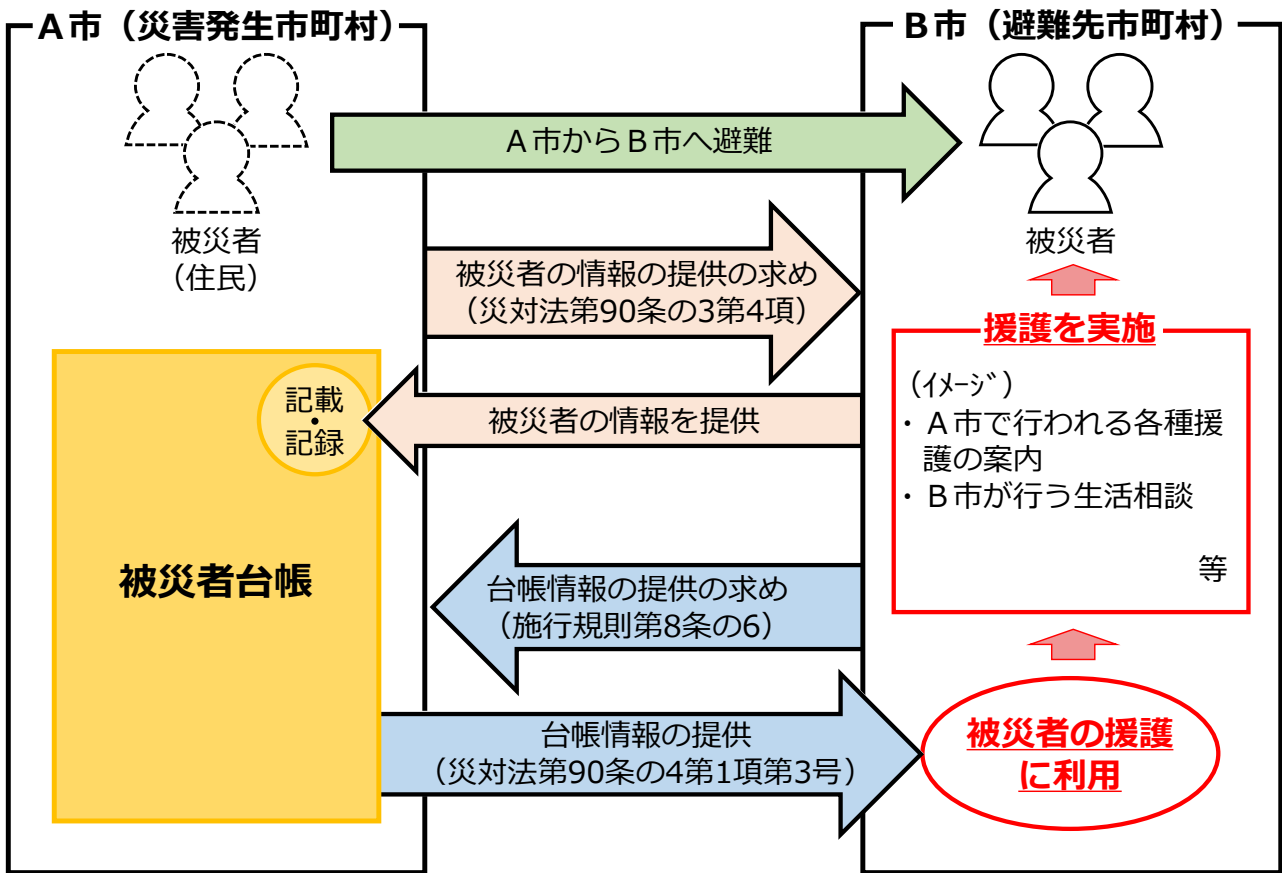 A市（災害発生市町村）
B市（避難先市町村）
A市からB市へ避難
被災者
（住民）
被災者
被災者の情報の提供の求め
（災対法第90条の3第4項）
援護を実施
（ｲﾒｰｼﾞ）
・A市で行われる各種援
護の案内
・B市が行う生活相談
等
記載
・
記録
被災者の情報を提供
被災者台帳
台帳情報の提供の求め
（施行規則第8条の6）
台帳情報の提供
（災対法第90条の4第1項第3号）
被災者の援護
に利用